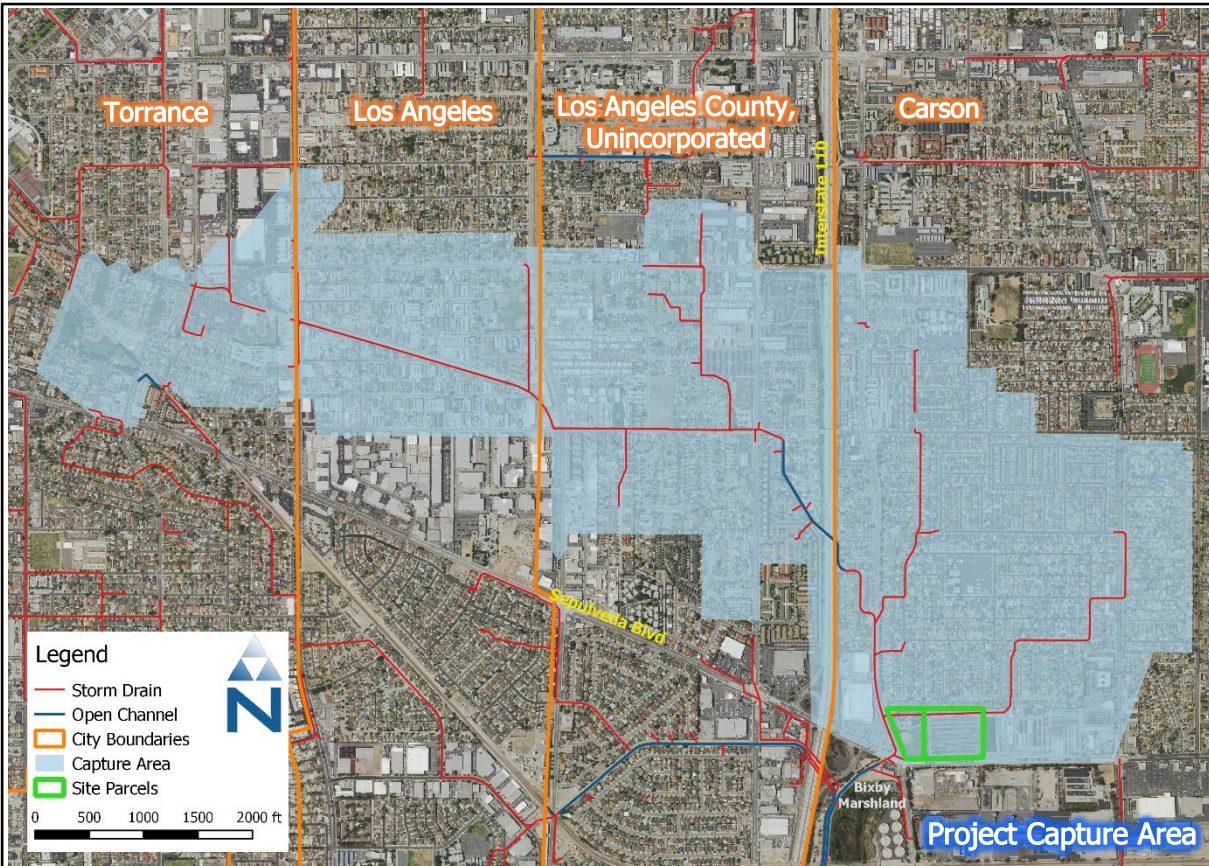 Torrance
Los Angeles
Los Angeles County,
Unincorporated
Carson
Interstate 110
Sepulveda Blvd
Bixby
Marshland
Legend
N
Storm Drain
Open Channel
City Boundaries
Capture Area
Site Parcels
0 500 1000 1500 2000 ft
Project Capture Area